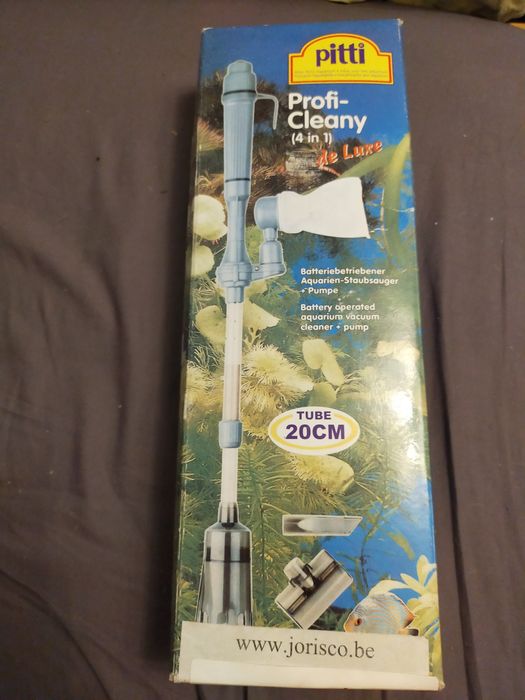 pitti
Profi-
Cleany
(4 in 1)
de Luxe
Batteriebetriebener
Aquarien-Staubsauger
+ Pumpe
Battery operated
aquarium vacuum
cleaner + pump
TUBE
20CM
www.jorisco.be